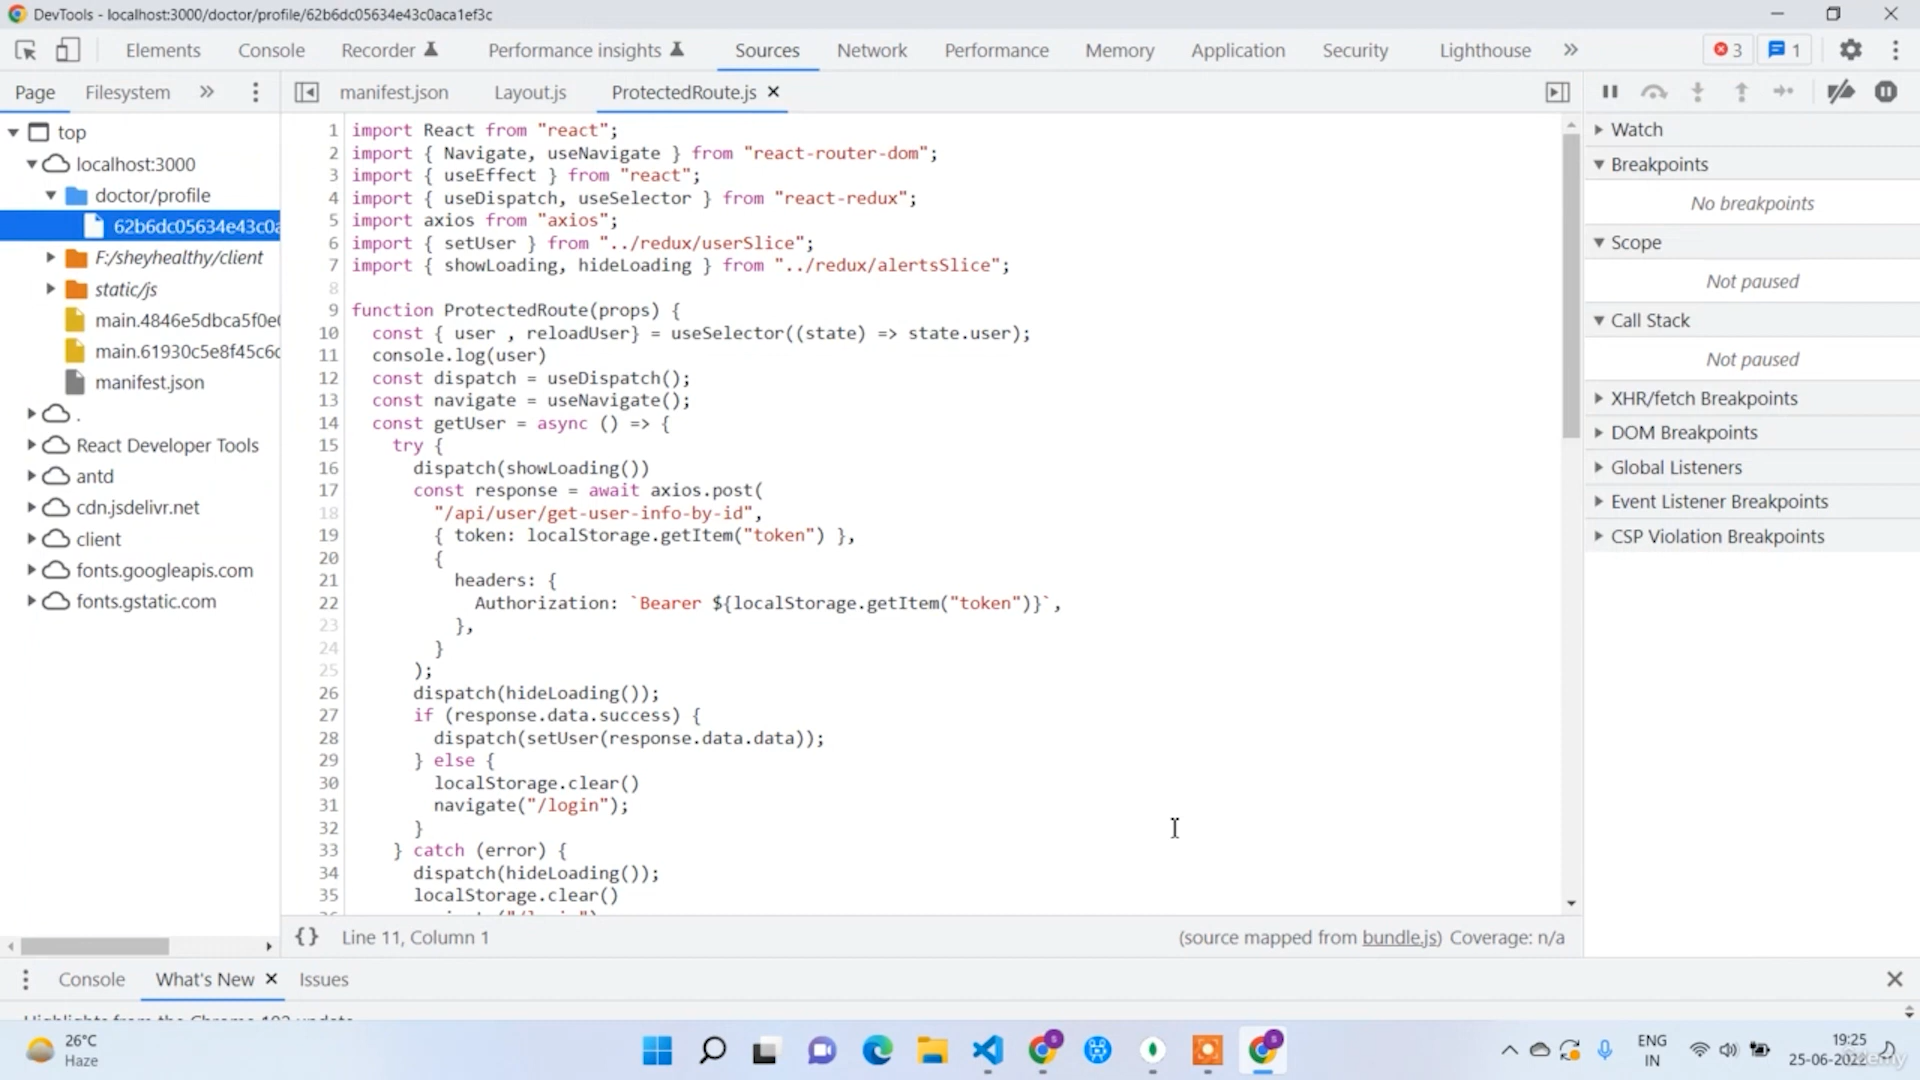 DevTools - localhost:3000/doctor/profile/62b6dc05634e43c0aca1ef3c
Elements Console Recorder Performance insights Sources Network Performance Memory Application Security Lighthouse 3 1
Page Filesystem manifest.json Layout.js ProtectedRoute.js
top
localhost:3000
doctor/profile
62b6dc05634e43c0a
F:/sheyhealthy/client
static/js
main.4846e5dbca5f0e
main.61930c5e8f45c6c
manifest.json
.
React Developer Tools
antd
cdn.jsdelivr.net
client
fonts.googleapis.com
fonts.gstatic.com
1 import React from "react";
2 import { Navigate, useNavigate } from "react-router-dom";
3 import { useEffect } from "react";
4 import { useDispatch, useSelector } from "react-redux";
5 import axios from "axios";
6 import { setUser } from "../redux/userSlice";
7 import { showLoading, hideLoading } from "../redux/alertsSlice";
8
9 function ProtectedRoute(props) {
10 const { user , reloadUser} = useSelector((state) => state.user);
11 console.log(user)
12 const dispatch = useDispatch();
13 const navigate = useNavigate();
14 const getUser = async () => {
15 try {
16 dispatch(showLoading())
17 const response = await axios.post(
18 "/api/user/get-user-info-by-id",
19 { token: localStorage.getItem("token") },
20 {
21 headers: {
22 Authorization: `Bearer ${localStorage.getItem("token")}`,
23 },
24 }
25 );
26 dispatch(hideLoading());
27 if (response.data.success) {
28 dispatch(setUser(response.data.data));
29 } else {
30 localStorage.clear()
31 navigate("/login");
32 }
33 } catch (error) {
34 dispatch(hideLoading());
35 localStorage.clear()
Watch
Breakpoints
No breakpoints
Scope
Not paused
Call Stack
Not paused
XHR/fetch Breakpoints
DOM Breakpoints
Global Listeners
Event Listener Breakpoints
CSP Violation Breakpoints
{} Line 11, Column 1 (source mapped from bundle.js) Coverage: n/a
Console What's New Issues
Highlights from the Chrome 102 update
26°C
Haze
ENG
IN
19:25
25-06-2022